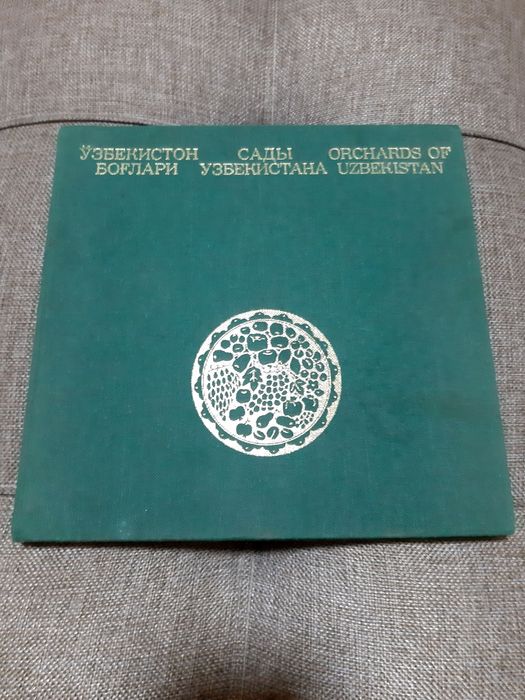 ЎЗБЕКИСТОН САДЫ ORCHARDS OF
БОҒЛАРИ УЗБЕКИСТАНА UZBEKISTAN